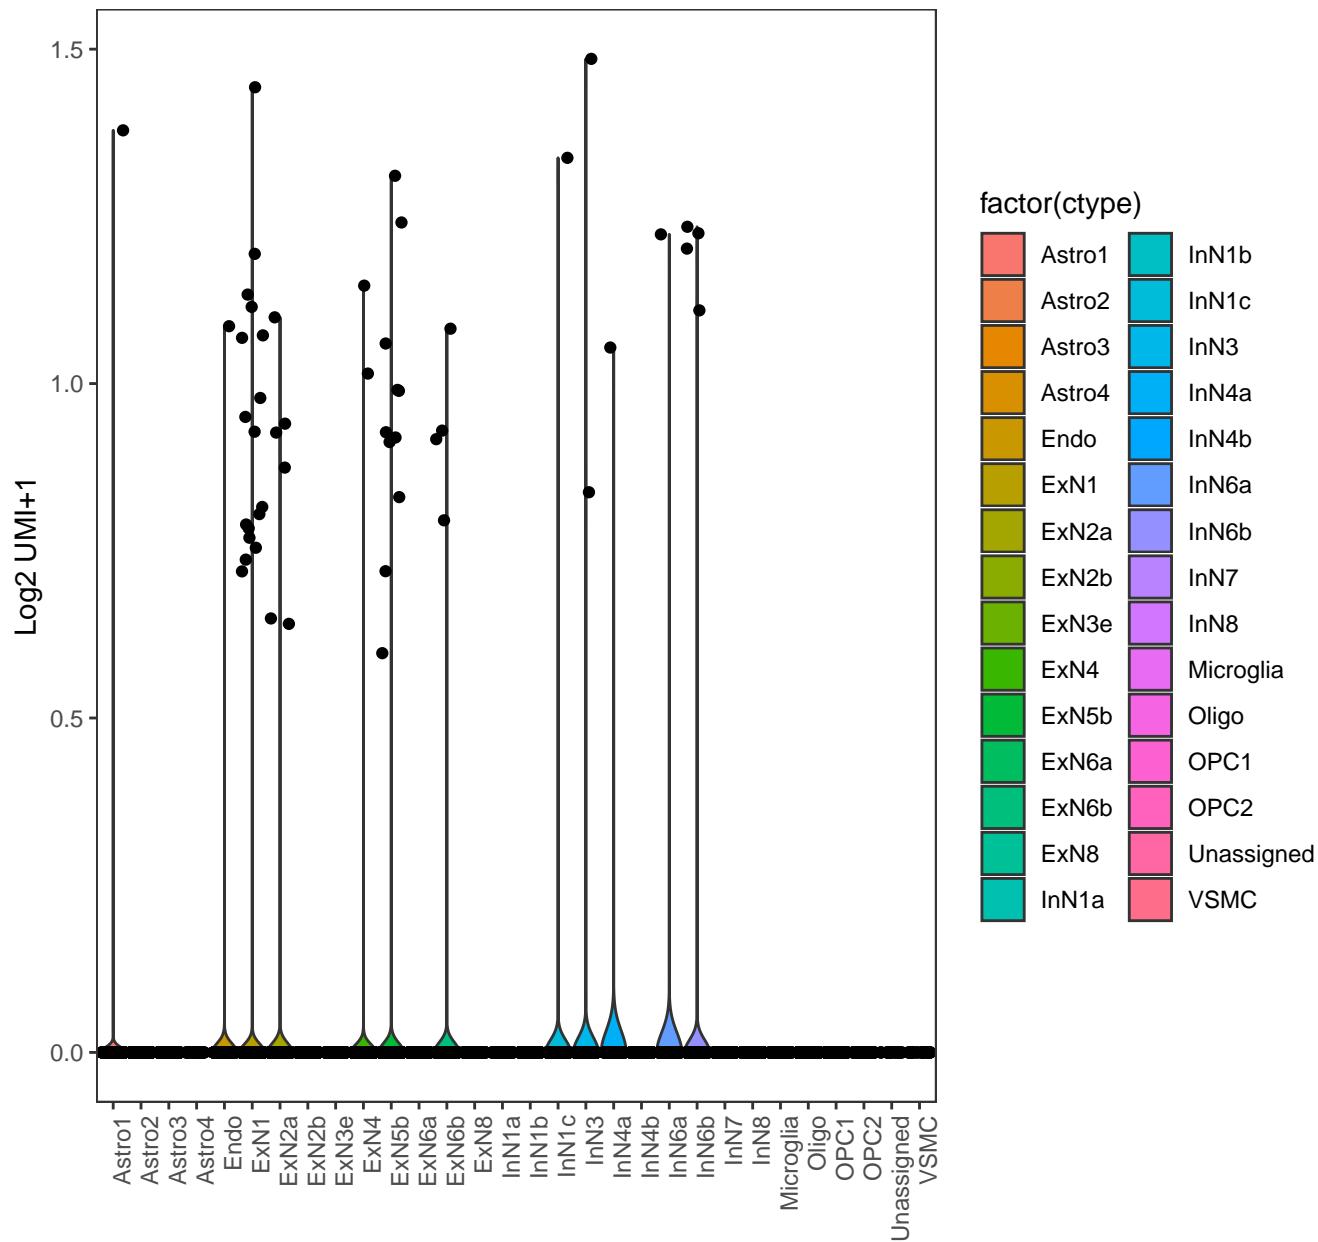 1.5
1.0
0.5
0.0
Log2 UMI+1
Astro1
Astro2
Astro3
Astro4
Endo
ExN1
ExN2a
ExN2b
ExN3e
ExN4
ExN5b
ExN6a
ExN6b
ExN8
InN1a
InN1b
InN1c
InN3
InN4a
InN4b
InN6a
InN6b
InN7
InN8
Microglia
Oligo
OPC1
OPC2
Unassigned
VSMC
factor(ctype)
Astro1
Astro2
Astro3
Astro4
Endo
ExN1
ExN2a
ExN2b
ExN3e
ExN4
ExN5b
ExN6a
ExN6b
ExN8
InN1a
InN1b
InN1c
InN3
InN4a
InN4b
InN6a
InN6b
InN7
InN8
Microglia
Oligo
OPC1
OPC2
Unassigned
VSMC